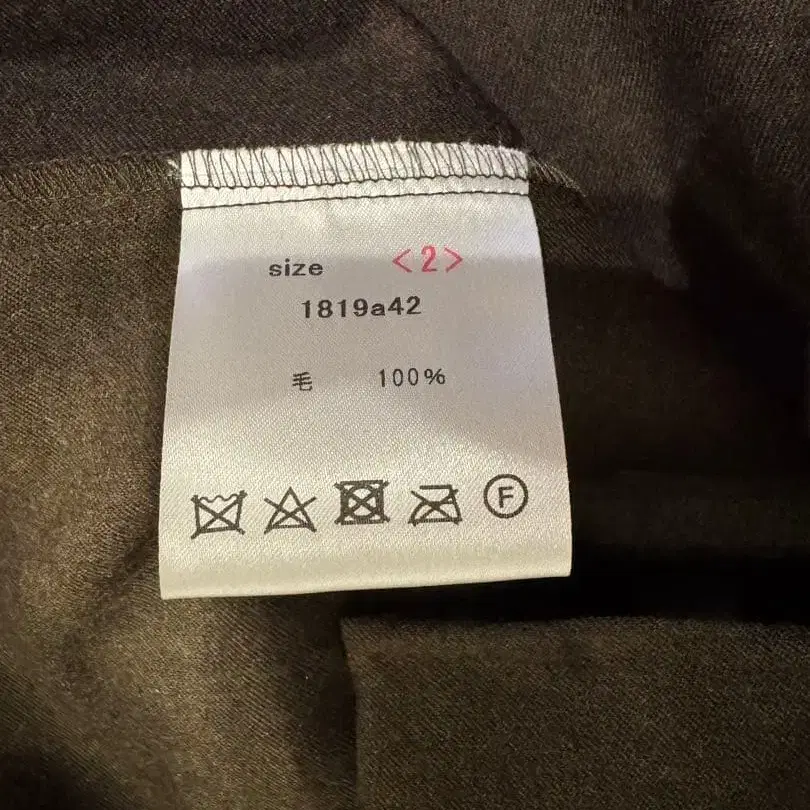 size <2>
1819a42
毛 100%
F